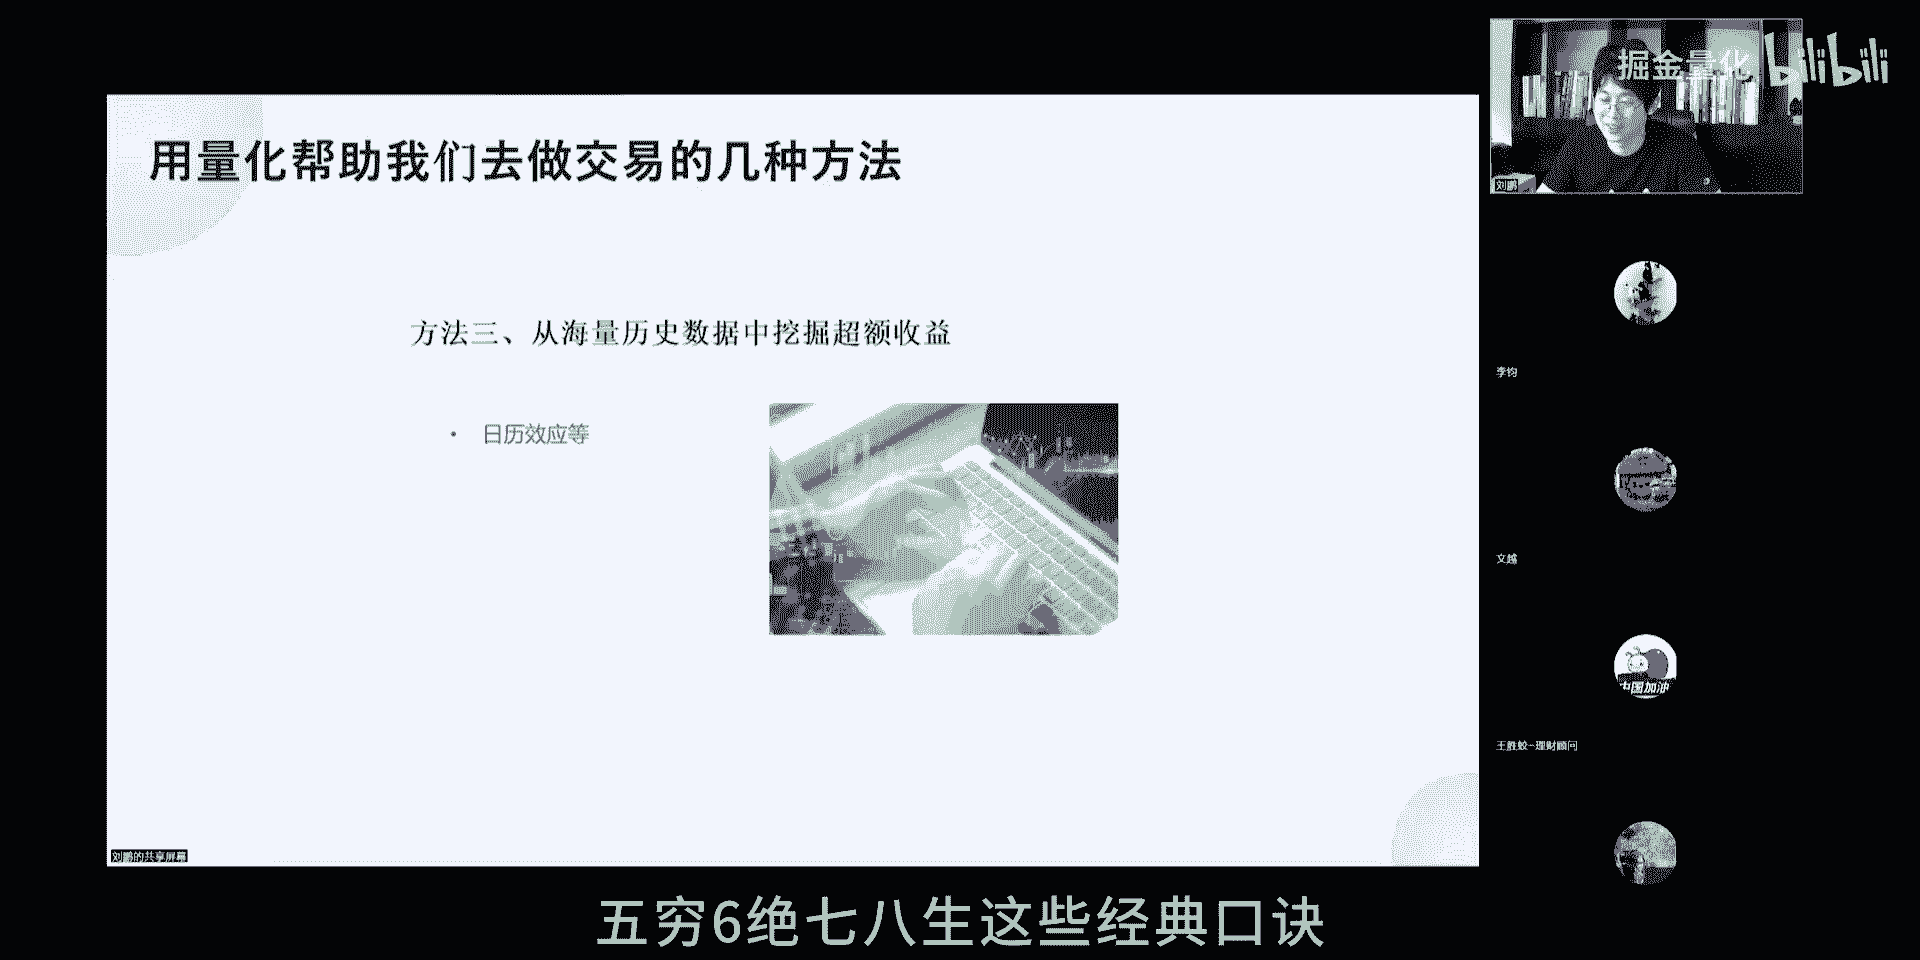 掘金量化 bilibili
用量化帮助我们去做交易的几种方法
刘鹏
方法三、从海量历史数据中挖掘超额收益
李钧
日历效应等
文越
中国加油
王胜蛟-理财顾问
刘鹏的共享屏幕
五穷6绝七八生这些经典口诀